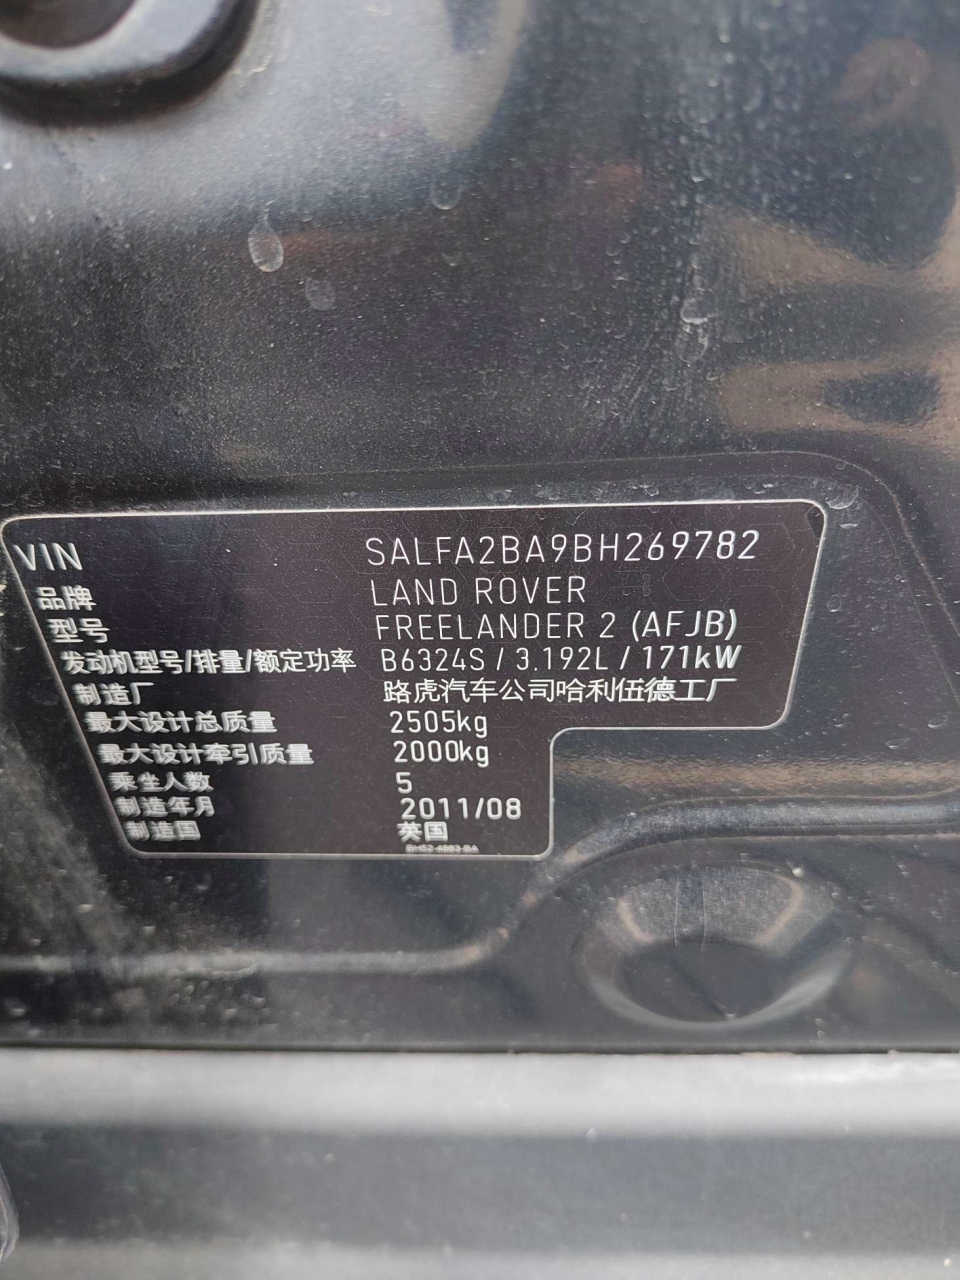 VIN SALFA2BA9BH269782
品牌 LAND ROVER
型号 FREELANDER 2 (AFJB)
发动机型号/排量/额定功率 B6324S / 3.192L / 171kW
制造厂 路虎汽车公司哈利伍德工厂
最大设计总质量 2505kg
最大设计牵引质量 2000kg
乘坐人数 5
制造年月 2011/08
制造国 英国